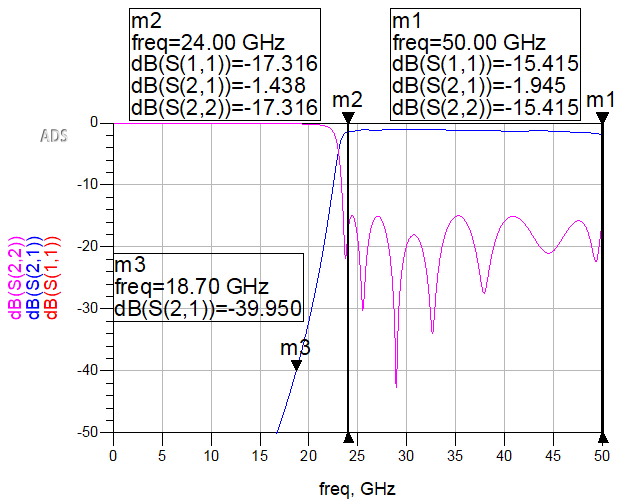 m2
freq=24.00 GHz
dB(S(1,1))=-17.316
dB(S(2,1))=-1.438
dB(S(2,2))=-17.316
m1
freq=50.00 GHz
dB(S(1,1))=-15.415
dB(S(2,1))=-1.945
dB(S(2,2))=-15.415
m2
m1
ADS
0
-10
-20
-30
-40
-50
dB(S(2,2))
dB(S(2,1))
dB(S(1,1))
m3
freq=18.70 GHz
dB(S(2,1))=-39.950
m3
0
5
10
15
20
25
30
35
40
45
50
freq, GHz